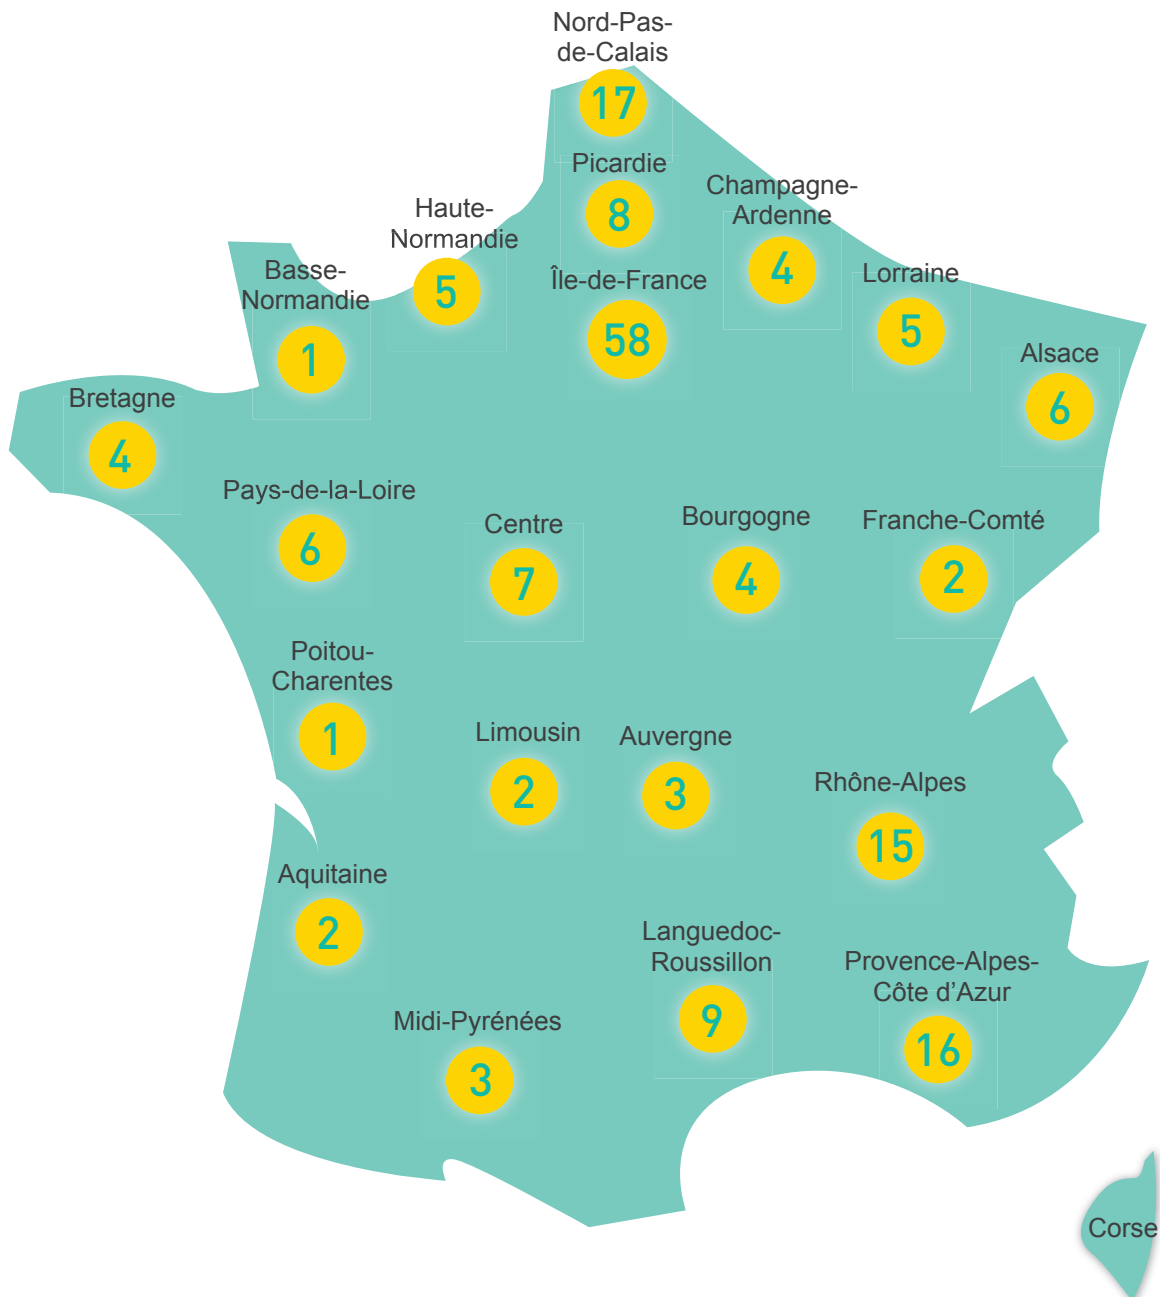 Nord-Pas-
de-Calais
17
Picardie
8
Champagne-
Ardenne
4
Haute-
Normandie
5
Basse-
Normandie
1
Île-de-France
58
Lorraine
5
Alsace
6
Bretagne
4
Pays-de-la-Loire
6
Centre
7
Bourgogne
4
Franche-Comté
2
Poitou-
Charentes
1
Limousin
2
Auvergne
3
Rhône-Alpes
15
Aquitaine
2
Languedoc-
Roussillon
9
Provence-Alpes-
Côte d’Azur
16
Midi-Pyrénées
3
Corse